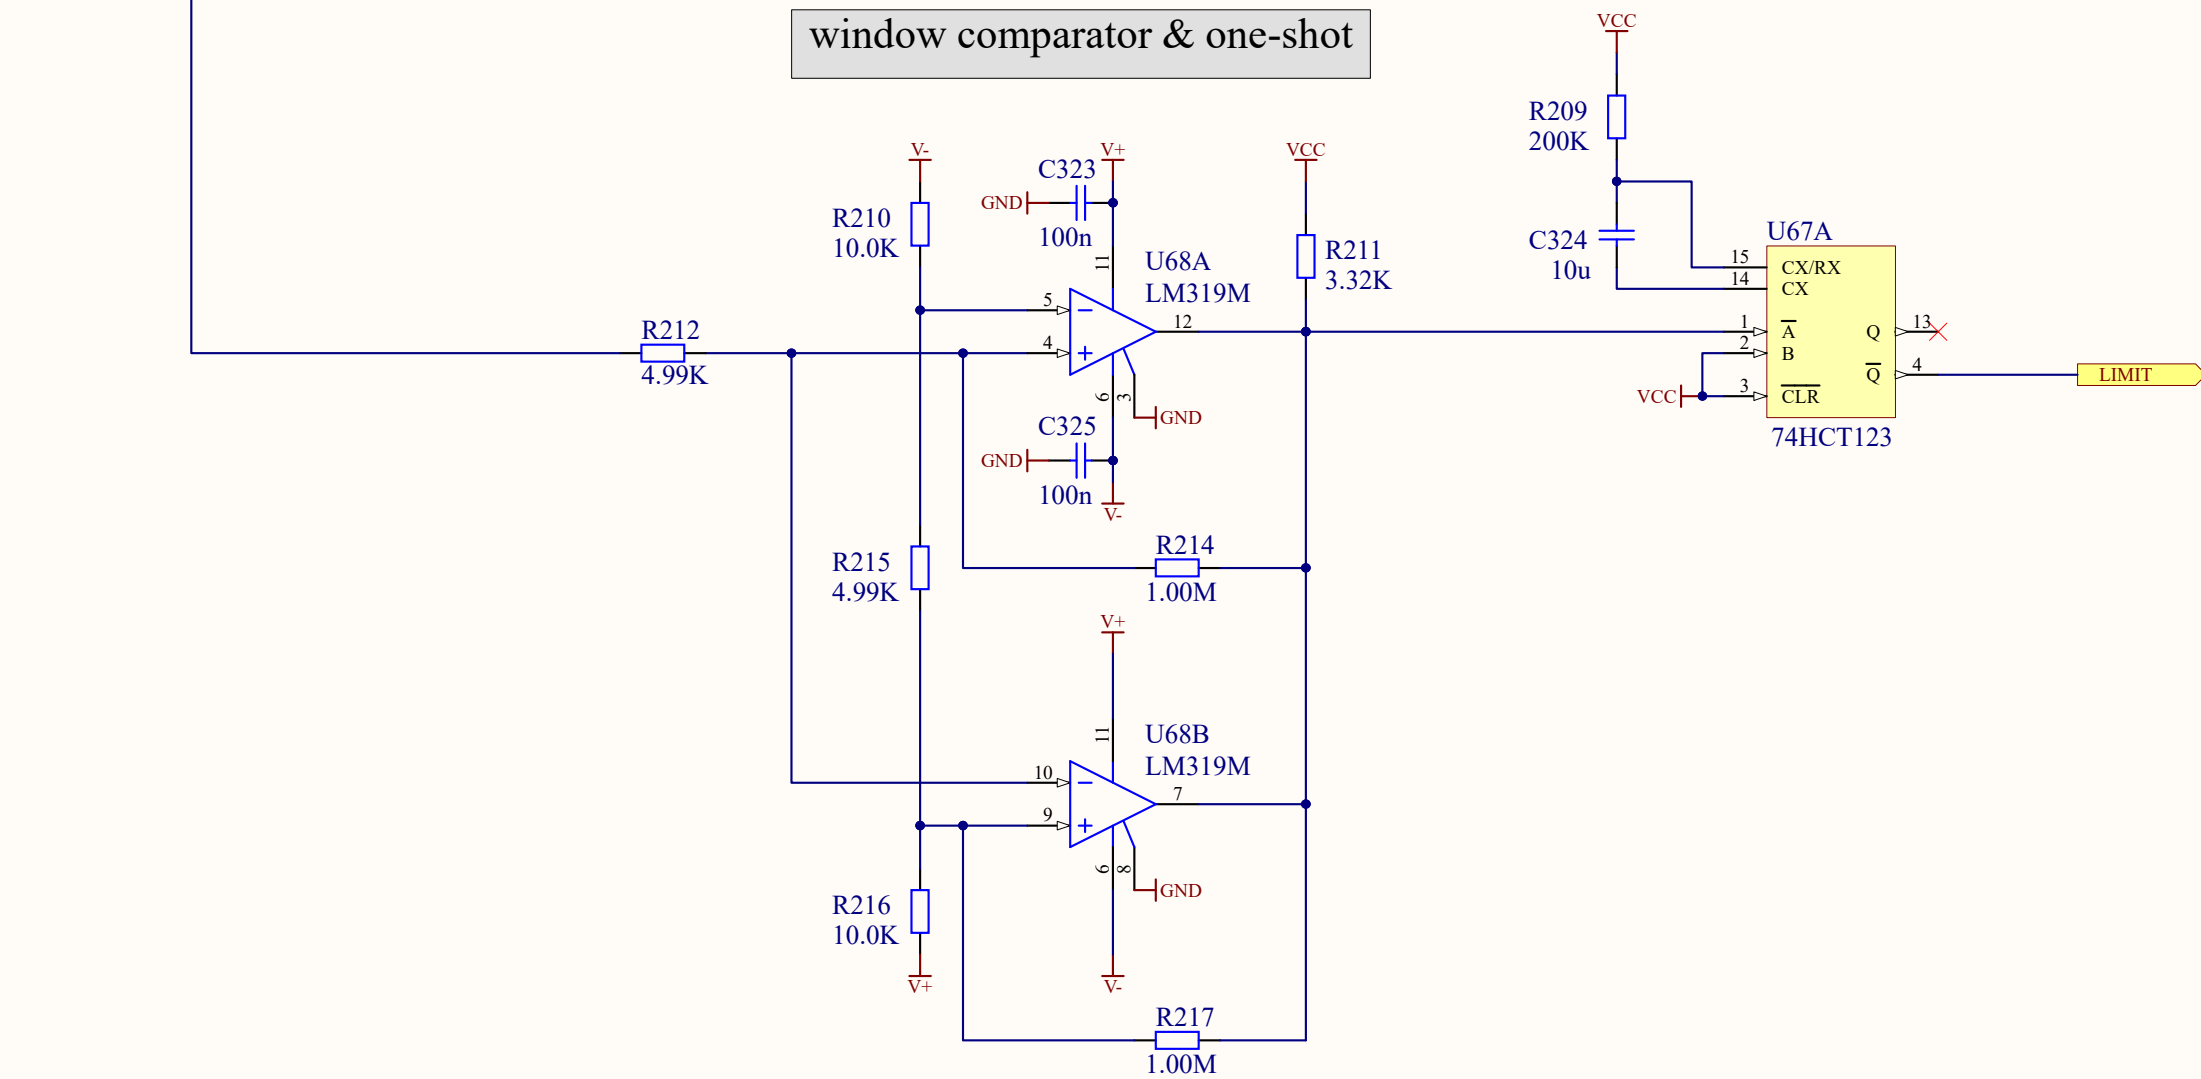 window comparator & one-shot
VCC
R209
200K
C324
10u
V-
R210
10.0K
C323
GND
100n
V+
11
U68A
LM319M
5
4
12
6
3
GND
C325
GND
100n
V-
VCC
R211
3.32K
U67A
15 CX/RX
14 CX
1 A
2 B
3 CLR
Q 13
Q 4
VCC
74HCT123
LIMIT
R212
4.99K
R214
1.00M
R215
4.99K
V+
11
U68B
LM319M
10
9
7
6
8
GND
V-
R216
10.0K
V+
R217
1.00M